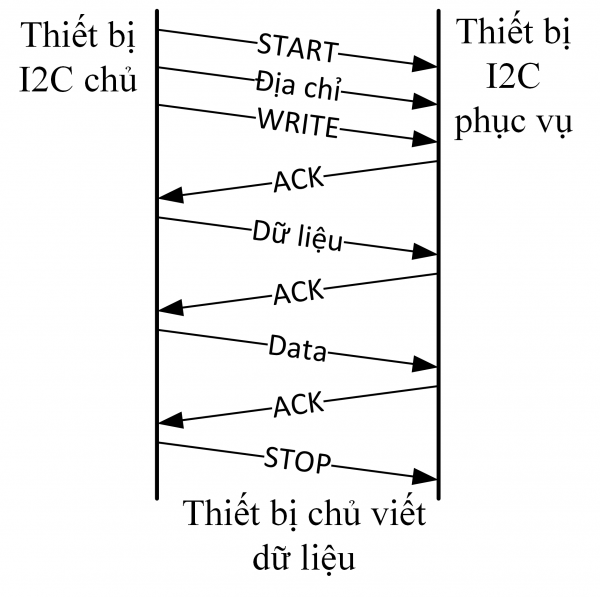 Thiết bị
I2C chủ
Thiết bị
I2C
phục vụ
START
Địa chỉ
WRITE
ACK
Dữ liệu
ACK
Data
ACK
STOP
Thiết bị chủ viết
dữ liệu